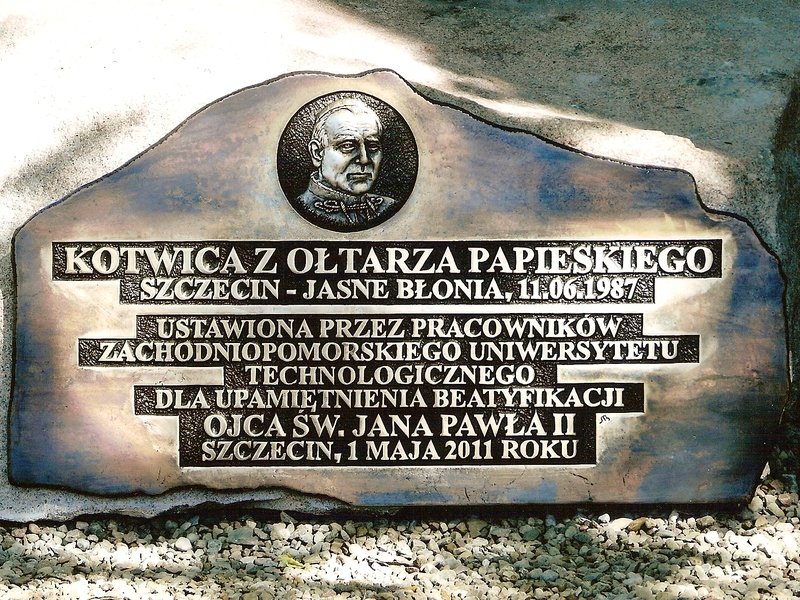 KOTWICA Z OŁTARZA PAPIESKIEGO
SZCZECIN - JASNE BŁONIA, 11.06.1987
USTAWIONA PRZEZ PRACOWNIKÓW
ZACHODNIOPOMORSKIEGO UNIWERSYTETU
TECHNOLOGICZNEGO
DLA UPAMIĘTNIENIA BEATYFIKACJI
OJCA ŚW. JANA PAWŁA II
SZCZECIN, 1 MAJA 2011 ROKU